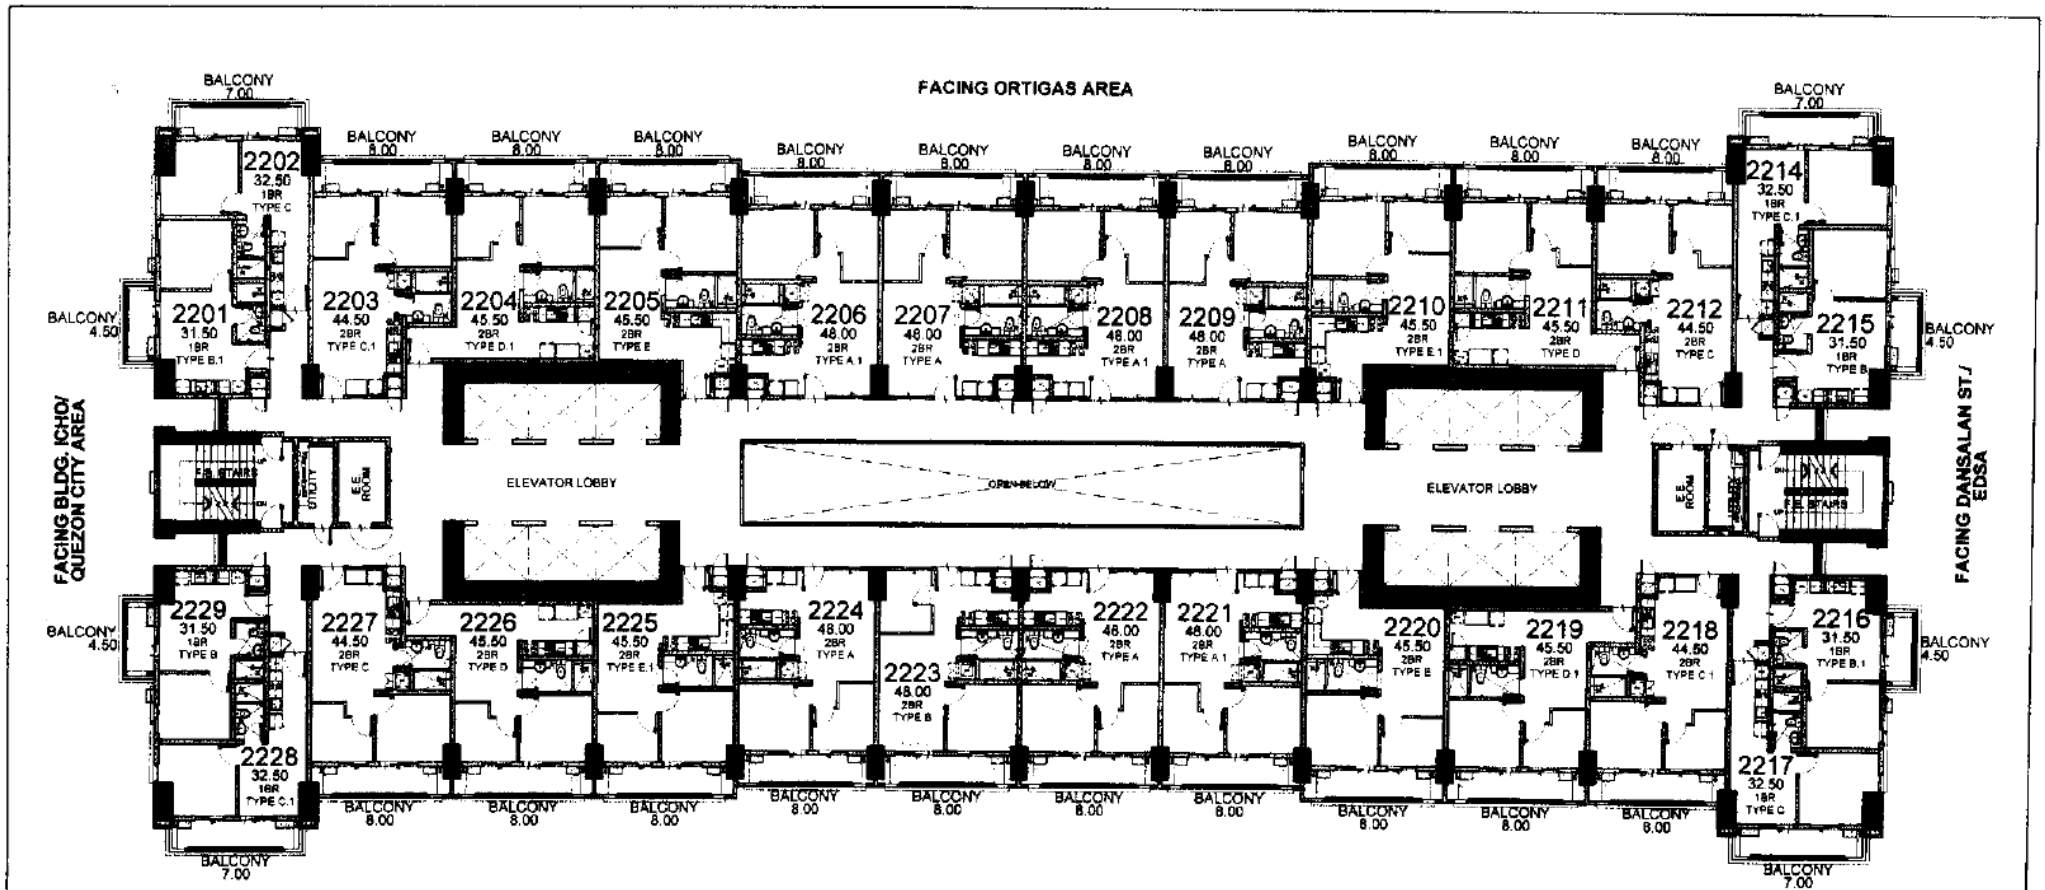 FACING ORTIGAS AREA
BALCONY
7.00
BALCONY
8.00
BALCONY
8.00
BALCONY
8.00
BALCONY
8.00
BALCONY
8.00
BALCONY
8.00
BALCONY
8.00
BALCONY
8.00
BALCONY
8.00
BALCONY
8.00
BALCONY
7.00
2202
32.50
1BR
TYPE C
2214
32.50
1BR
TYPE C.1
BALCONY
4.50
2201
31.50
1BR
TYPE B.1
2203
44.50
2BR
TYPE C.1
2204
45.50
2BR
TYPE D.1
2205
45.50
2BR
TYPE E
2206
48.00
2BR
TYPE A.1
2207
48.00
2BR
TYPE A
2208
48.00
2BR
TYPE A.1
2209
48.00
2BR
TYPE A
2210
45.50
2BR
TYPE E.1
2211
45.50
2BR
TYPE D
2212
44.50
2BR
TYPE C
2215
31.50
1BR
TYPE B
BALCONY
4.50
FACING BLDG. ICHO/
QUEZON CITY AREA
F.E. STAIRS
UP
DN
UTILITY
E.E.
ROOM
ELEVATOR LOBBY
OPEN BELOW
ELEVATOR LOBBY
E.E.
ROOM
UP
DN
F.E. STAIRS
FACING DANSALAN ST./
EDSA
BALCONY
4.50
2229
31.50
1BR
TYPE B
2227
44.50
2BR
TYPE C
2226
45.50
2BR
TYPE D
2225
45.50
2BR
TYPE E.1
2224
48.00
2BR
TYPE A
2223
48.00
2BR
TYPE B
2222
48.00
2BR
TYPE A
2221
48.00
2BR
TYPE A.1
2220
45.50
2BR
TYPE E
2219
45.50
2BR
TYPE D.1
2218
44.50
2BR
TYPE C.1
2216
31.50
1BR
TYPE B.1
BALCONY
4.50
2228
32.50
1BR
TYPE C.1
2217
32.50
1BR
TYPE C
BALCONY
7.00
BALCONY
8.00
BALCONY
8.00
BALCONY
8.00
BALCONY
8.00
BALCONY
8.00
BALCONY
8.00
BALCONY
8.00
BALCONY
8.00
BALCONY
8.00
BALCONY
8.00
BALCONY
7.00